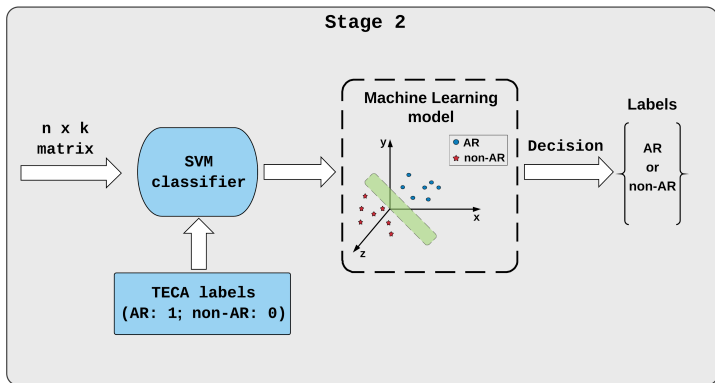 Stage 2
n x k
matrix
SVM
classifier
TECA labels
(AR: 1; non-AR: 0)
Machine Learning
model
y
AR
non-AR
x
z
Decision
Labels
AR
or
non-AR